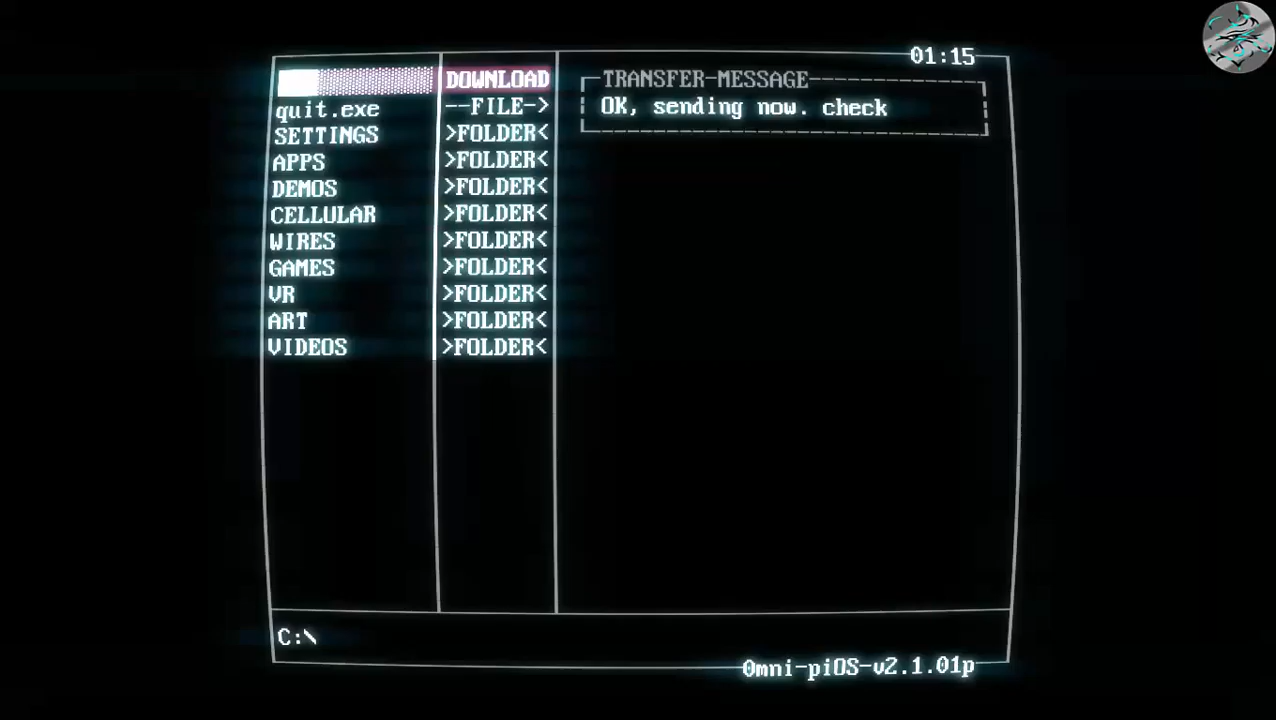 01:15
DOWNLOAD
quit.exe --FILE->
SETTINGS >FOLDER<
APPS >FOLDER<
DEMOS >FOLDER<
CELLULAR >FOLDER<
WIRES >FOLDER<
GAMES >FOLDER<
VR >FOLDER<
ART >FOLDER<
VIDEOS >FOLDER<
TRANSFER-MESSAGE
OK, sending now. check
C:\
0mni-piOS-v2.1.01p